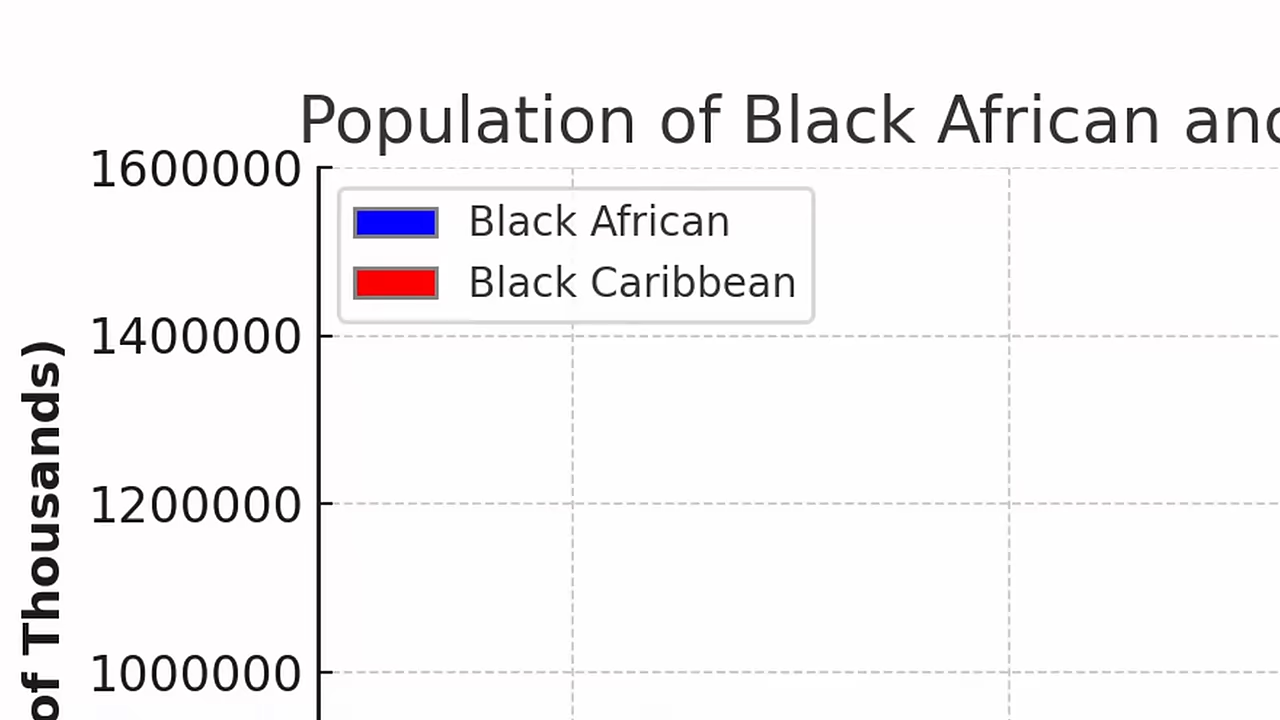 Population of Black African and
1600000
Black African
Black Caribbean
1400000
1200000
1000000
of Thousands)